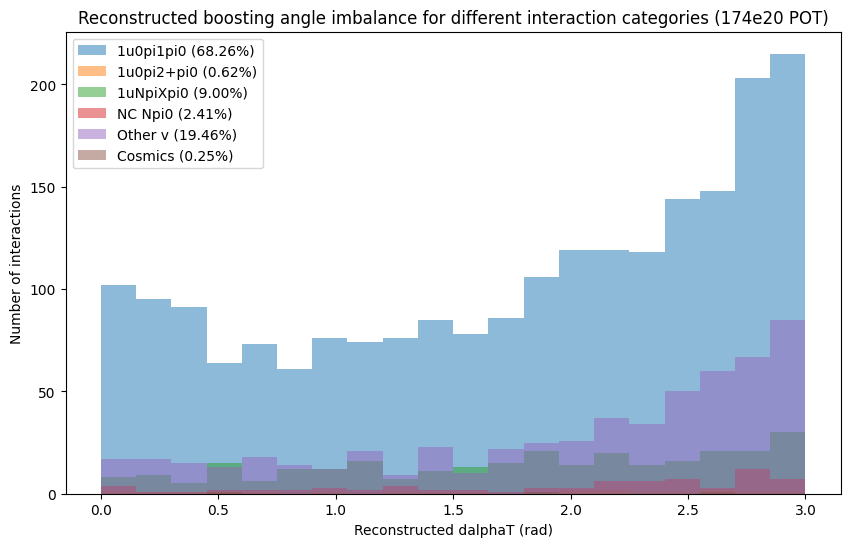 Reconstructed boosting angle imbalance for different interaction categories (174e20 POT)
1u0pi1pi0 (68.26%)
1u0pi2+pi0 (0.62%)
1uNpiXpi0 (9.00%)
NC Npi0 (2.41%)
Other v (19.46%)
Cosmics (0.25%)
Number of interactions
200
150
100
50
0
0.0 0.5 1.0 1.5 2.0 2.5 3.0
Reconstructed dalphaT (rad)